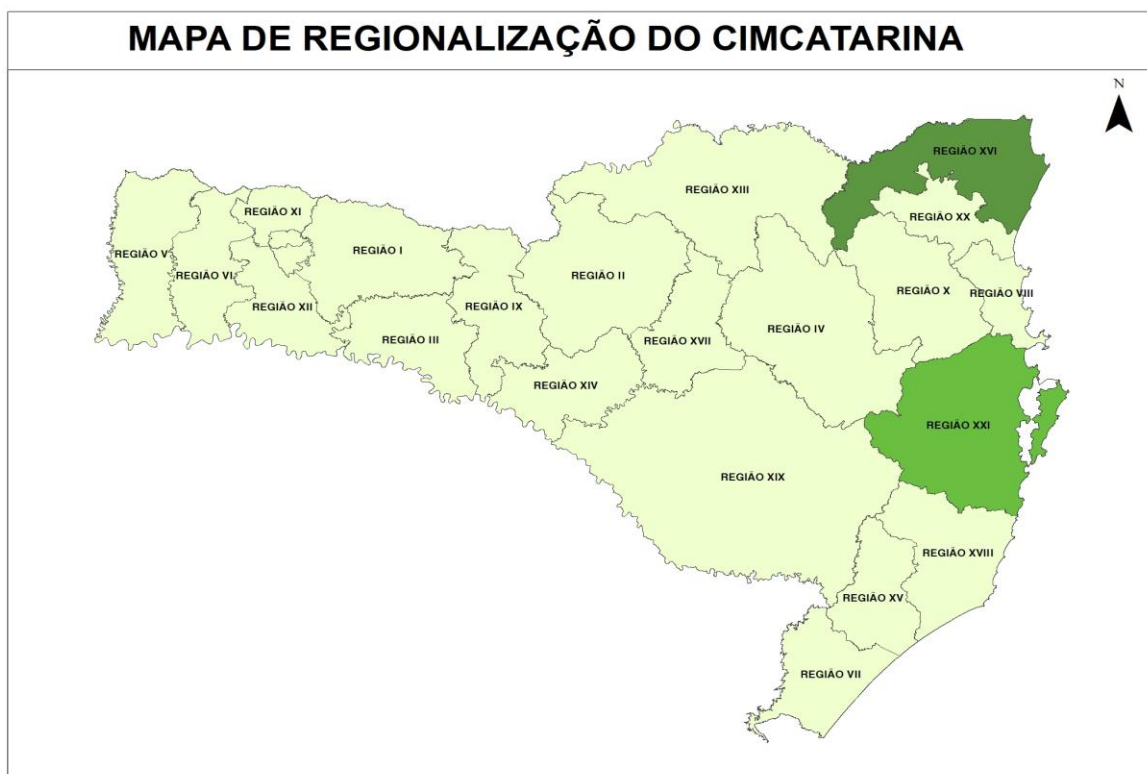 MAPA DE REGIONALIZAÇÃO DO CIMCATARINA
N
REGIÃO XVI
REGIÃO XIII
REGIÃO XI
REGIÃO XX
REGIÃO I
REGIÃO V
REGIÃO VI
REGIÃO II
REGIÃO X
REGIÃO VIII
REGIÃO XII
REGIÃO IX
REGIÃO IV
REGIÃO III
REGIÃO XVII
REGIÃO XIV
REGIÃO XXI
REGIÃO XIX
REGIÃO XVIII
REGIÃO XV
REGIÃO VII